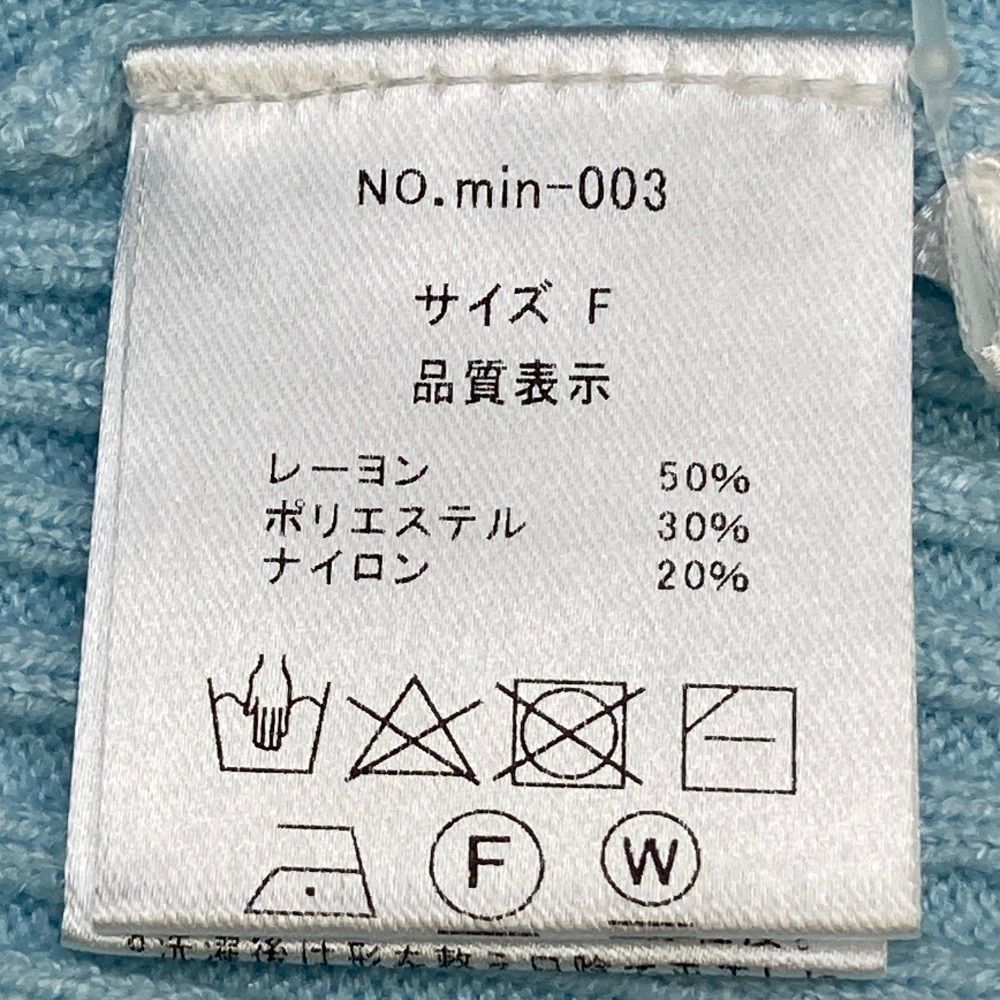 NO.min-003
サイズ F
品質表示
レーヨン 50%
ポリエステル 30%
ナイロン 20%
F W